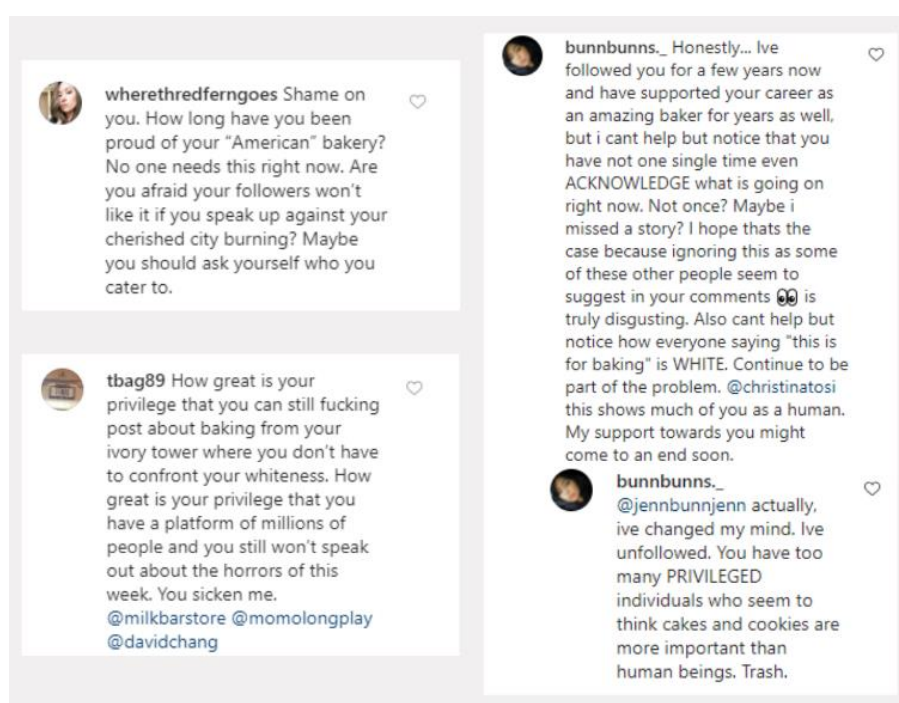 wherethredferngoes Shame on
you. How long have you been
proud of your “American” bakery?
No one needs this right now. Are
you afraid your followers won’t
like it if you speak up against your
cherished city burning? Maybe
you should ask yourself who you
cater to.
tbag89 How great is your
privilege that you can still fucking
post about baking from your
ivory tower where you don’t have
to confront your whiteness. How
great is your privilege that you
have a platform of millions of
people and you still won’t speak
out about the horrors of this
week. You sicken me.
@milkbarstore @momolongplay
@davidchang
bunnbunns._ Honestly... Ive
followed you for a few years now
and have supported your career as
an amazing baker for years as well,
but i cant help but notice that you
have not one single time even
ACKNOWLEDGE what is going on
right now. Not once? Maybe i
missed a story? I hope thats the
case because ignoring this as some
of these other people seem to
suggest in your comments 👀 is
truly disgusting. Also cant help but
notice how everyone saying "this is
for baking" is WHITE. Continue to be
part of the problem. @christinatosi
this shows much of you as a human.
My support towards you might
come to an end soon.
bunnbunns._
@jennbunnjenn actually,
ive changed my mind. Ive
unfollowed. You have too
many PRIVILEGED
individuals who seem to
think cakes and cookies are
more important than
human beings. Trash.